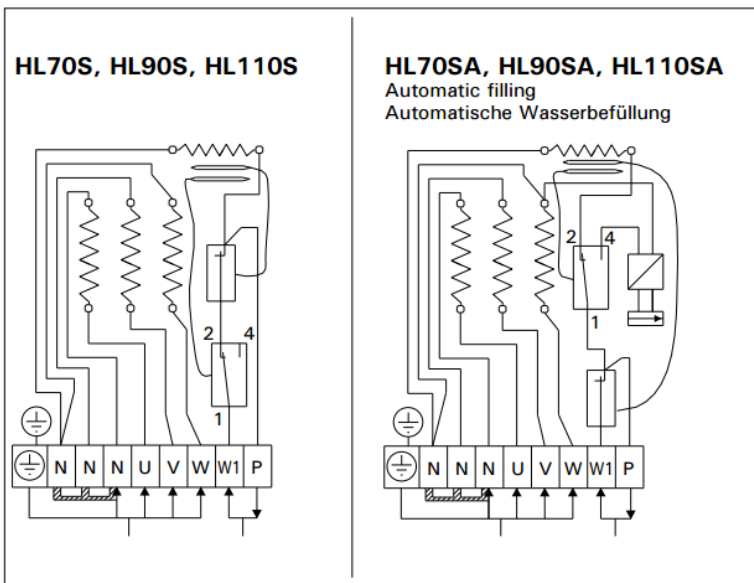 HL70S, HL90S, HL110S
2 4
1
N N N U V W W1 P
HL70SA, HL90SA, HL110SA
Automatic filling
Automatische Wasserbefüllung
2 4
1
N N N U V W W1 P